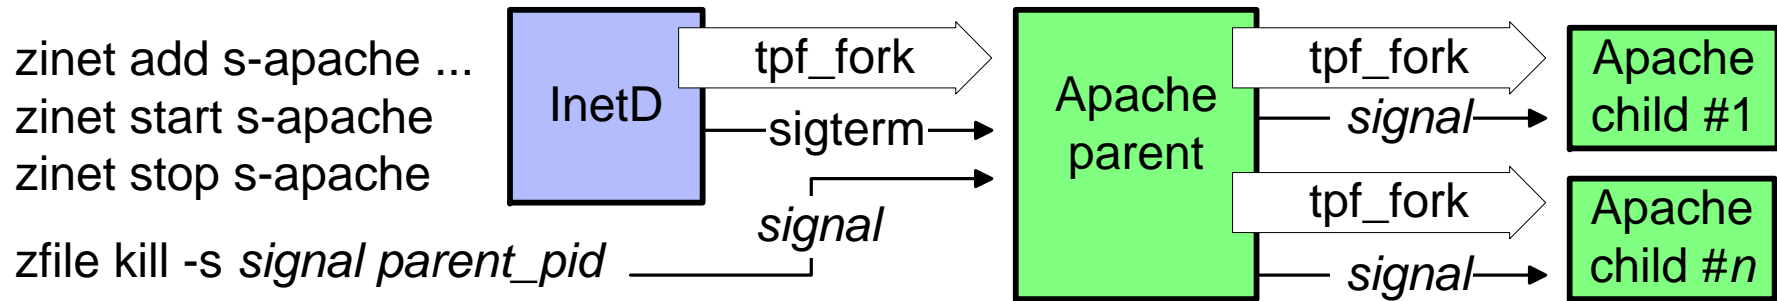 zinet add s-apache ...
zinet start s-apache
zinet stop s-apache
zfile kill -s signal parent_pid
InetD
tpf_fork
sigterm
signal
Apache
parent
tpf_fork
signal
tpf_fork
signal
Apache
child #1
Apache
child #n